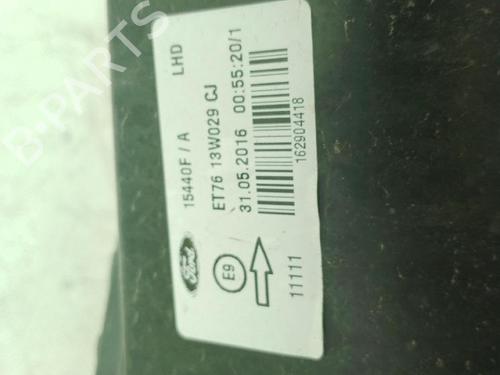 15440F / A LHD
Ford
ET76 13W029 CJ
31.05.2016 00:55:20/1
162904418
E9
11111
PARTS